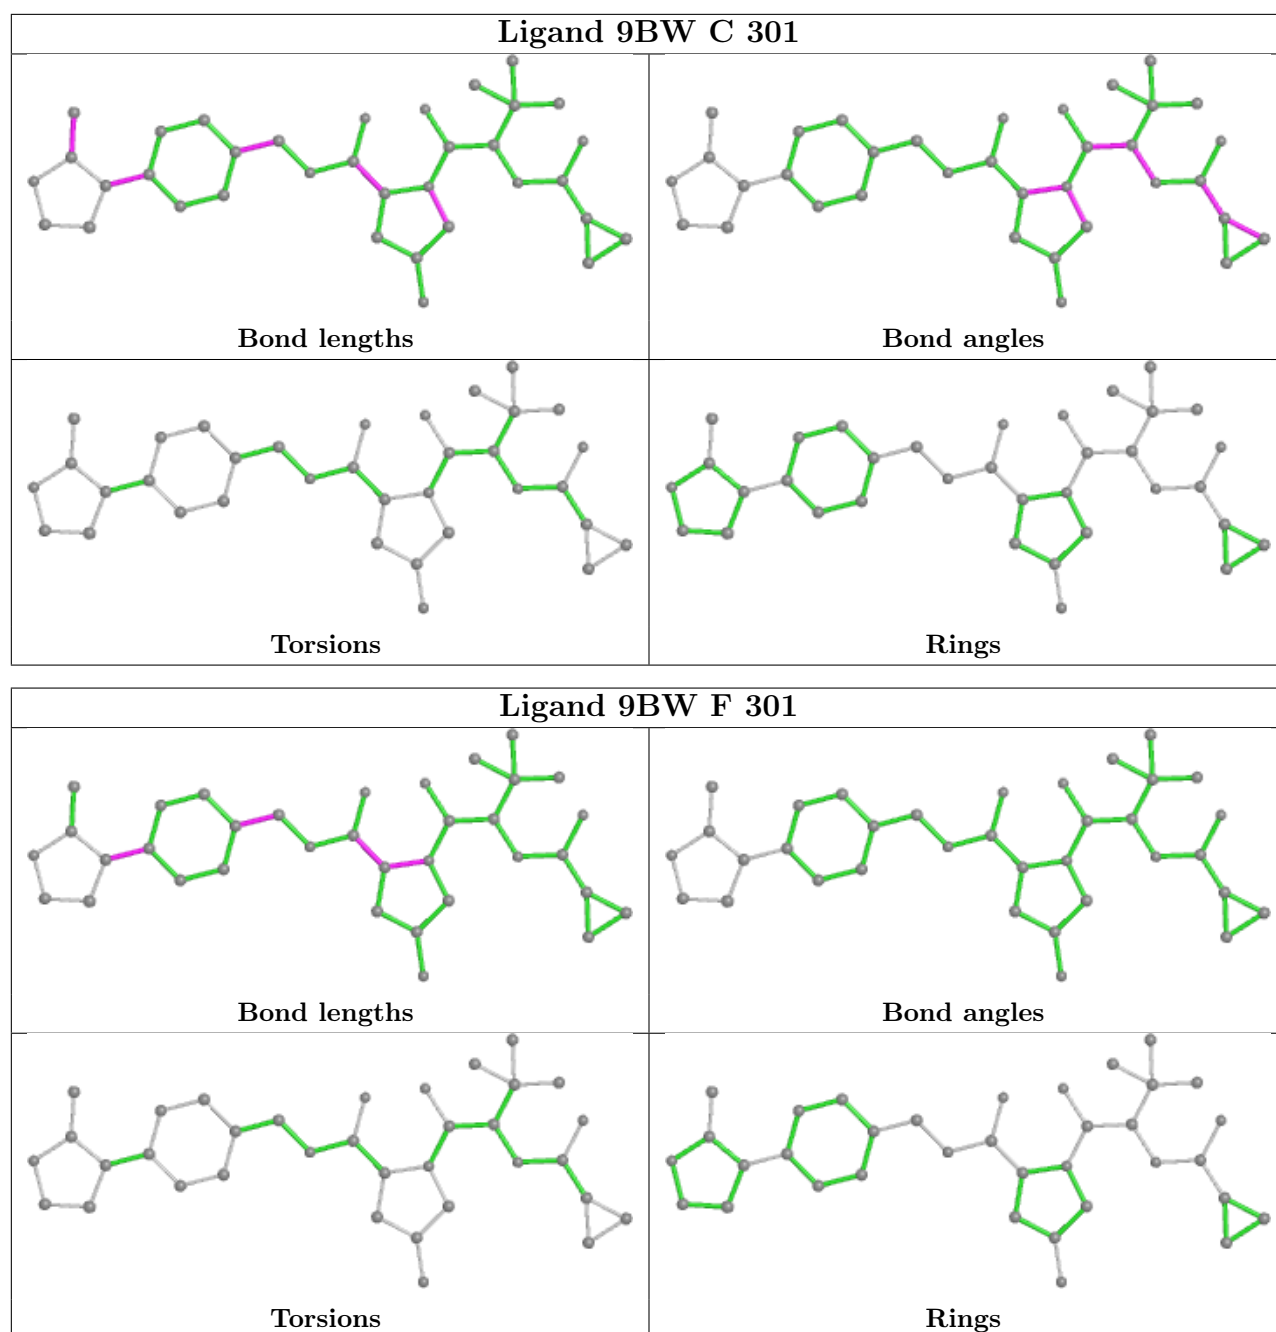 Ligand 9BW C 301
Bond lengths
Bond angles
Torsions
Rings
Ligand 9BW F 301
Bond lengths
Bond angles
Torsions
Rings